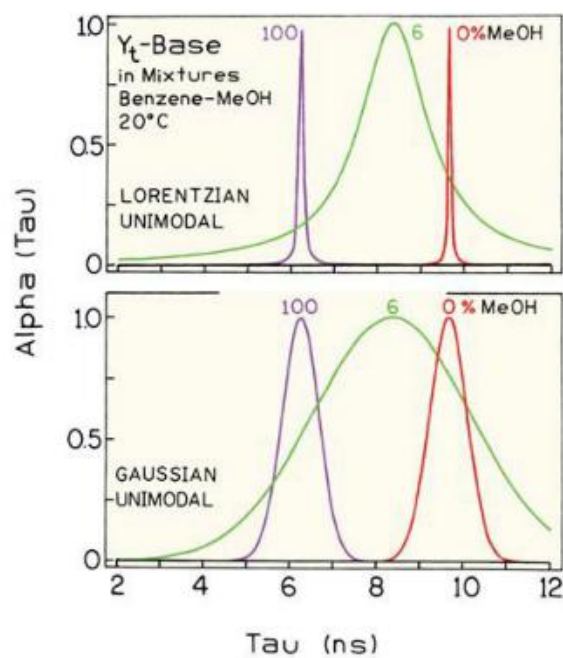 Alpha (Tau)
Yt-Base
in Mixtures
Benzene-MeOH
20°C
LORENTZIAN
UNIMODAL
100 6 0%MeOH
1.0
0.5
0
GAUSSIAN
UNIMODAL
100 6 0%MeOH
1.0
0.5
0
2 4 6 8 10 12
Tau (ns)